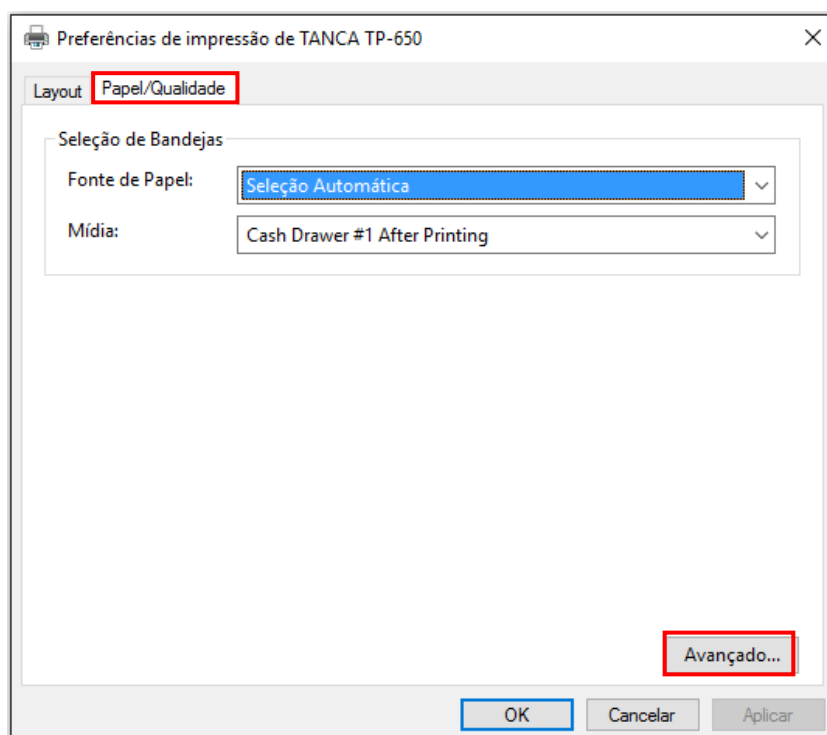 Preferências de impressão de TANCA TP-650
Layout
Papel/Qualidade
Seleção de Bandejas
Fonte de Papel:
Seleção Automática
Mídia:
Cash Drawer #1 After Printing
Avançado...
OK
Cancelar
Aplicar